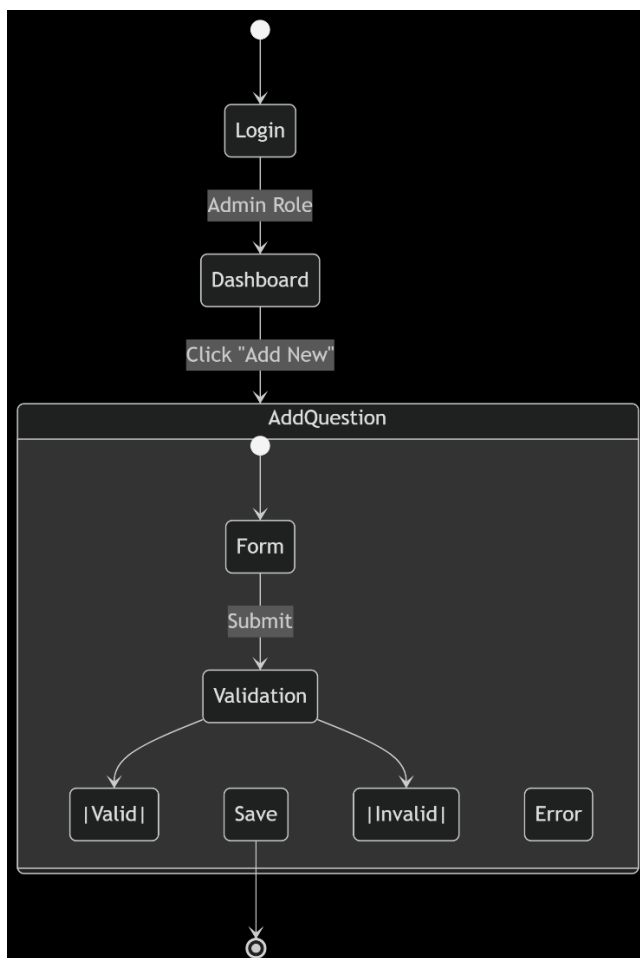 Login
Admin Role
Dashboard
Click "Add New"
AddQuestion
Form
Submit
Validation
|Valid|
Save
|Invalid|
Error